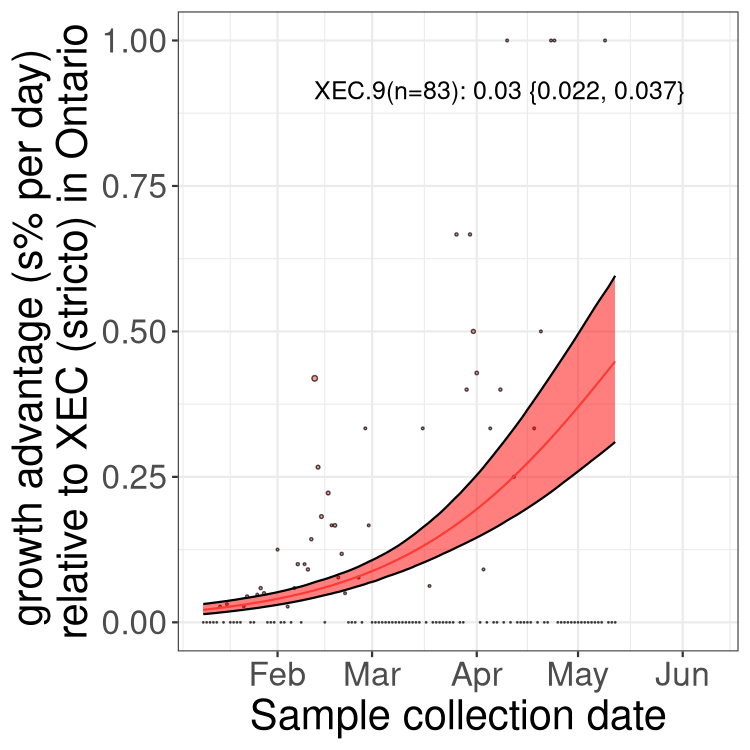 growth advantage (s% per day)
relative to XEC (stricto) in Ontario
1.00
0.75
0.50
0.25
0.00
XEC.9(n=83): 0.03 {0.022, 0.037}
Feb Mar Apr May Jun
Sample collection date